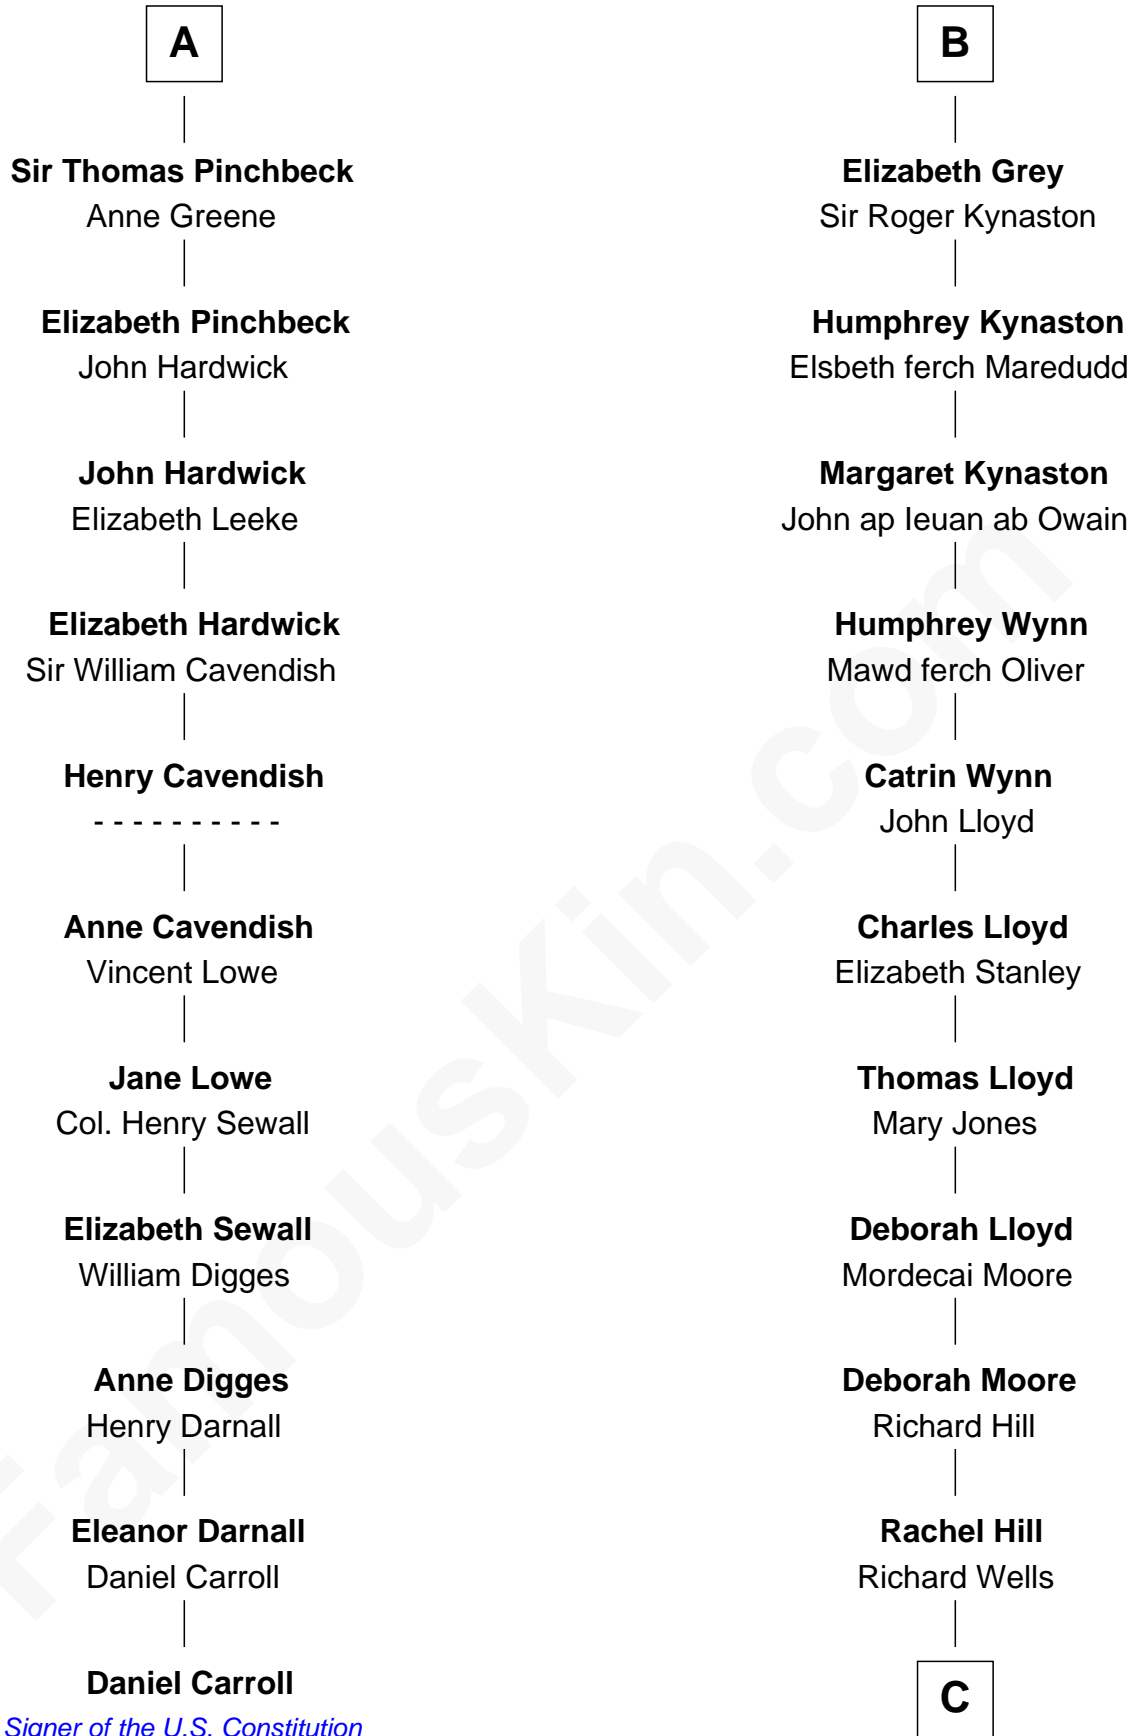 A
Sir Thomas Pinchbeck
Anne Greene
Elizabeth Pinchbeck
John Hardwick
John Hardwick
Elizabeth Leeke
Elizabeth Hardwick
Sir William Cavendish
Henry Cavendish
- - - - - - - - - -
Anne Cavendish
Vincent Lowe
Jane Lowe
Col. Henry Sewall
Elizabeth Sewall
William Digges
Anne Digges
Henry Darnall
Eleanor Darnall
Daniel Carroll
Daniel Carroll
Signer of the U.S. Constitution
B
Elizabeth Grey
Sir Roger Kynaston
Humphrey Kynaston
Elsbeth ferch Maredudd
Margaret Kynaston
John ap Ieuan ab Owain
Humphrey Wynn
Mawd ferch Oliver
Catrin Wynn
John Lloyd
Charles Lloyd
Elizabeth Stanley
Thomas Lloyd
Mary Jones
Deborah Lloyd
Mordecai Moore
Deborah Moore
Richard Hill
Rachel Hill
Richard Wells
C
FamousKin.com